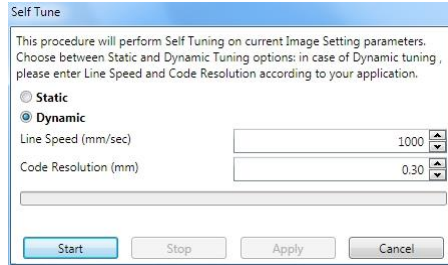 Self Tune
This procedure will perform Self Tuning on current Image Setting parameters.
Choose between Static and Dynamic Tuning options: in case of Dynamic tuning ,
please enter Line Speed and Code Resolution according to your application.
Static
Dynamic
Line Speed (mm/sec) 1000
Code Resolution (mm) 0.30
Start Stop Apply Cancel